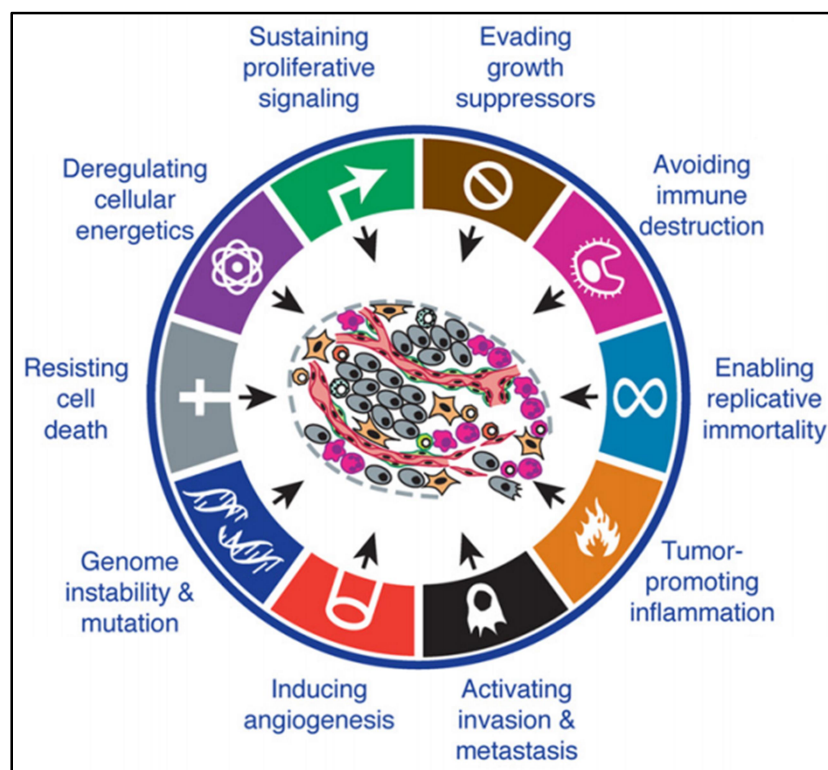 Sustaining
proliferative
signaling
Evading
growth
suppressors
Avoiding
immune
destruction
Enabling
replicative
immortality
Tumor-
promoting
inflammation
Activating
invasion &
metastasis
Inducing
angiogenesis
Genome
instability &
mutation
Resisting
cell
death
Deregulating
cellular
energetics